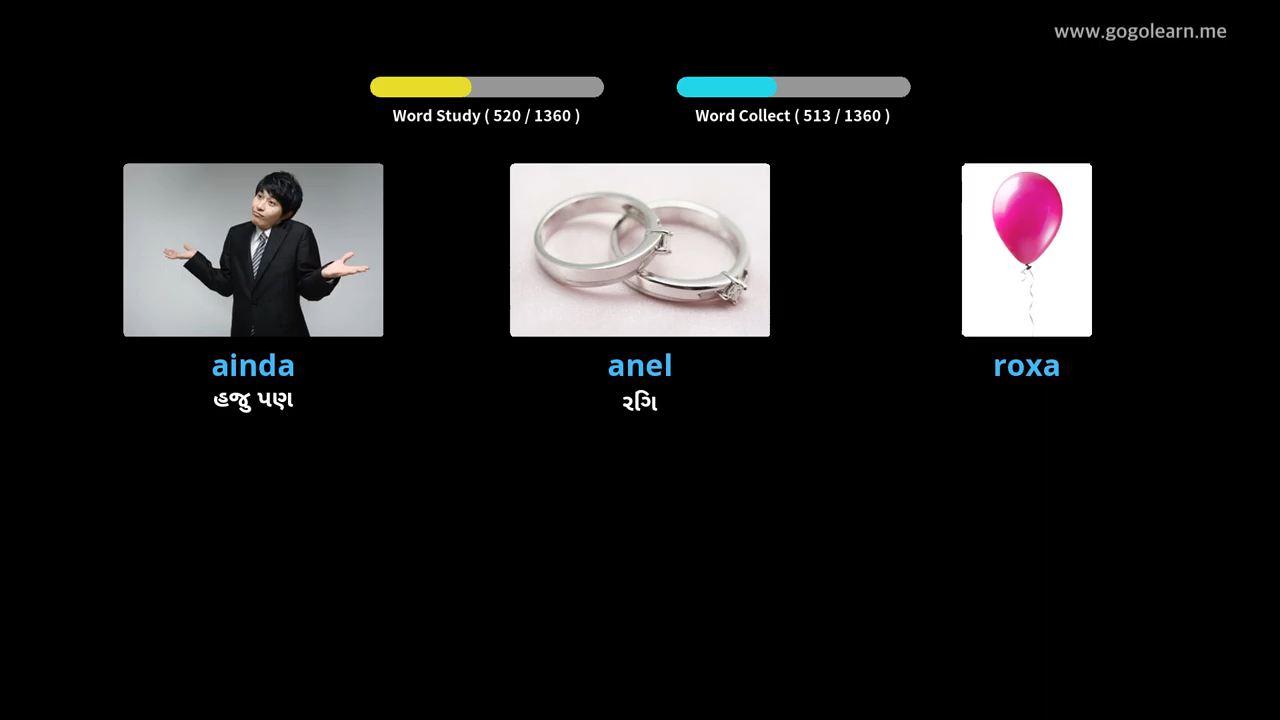 www.gogolearn.me
Word Study ( 520 / 1360 )
Word Collect ( 513 / 1360 )
ainda
anel
roxa
હજુ પણ
રિંગ